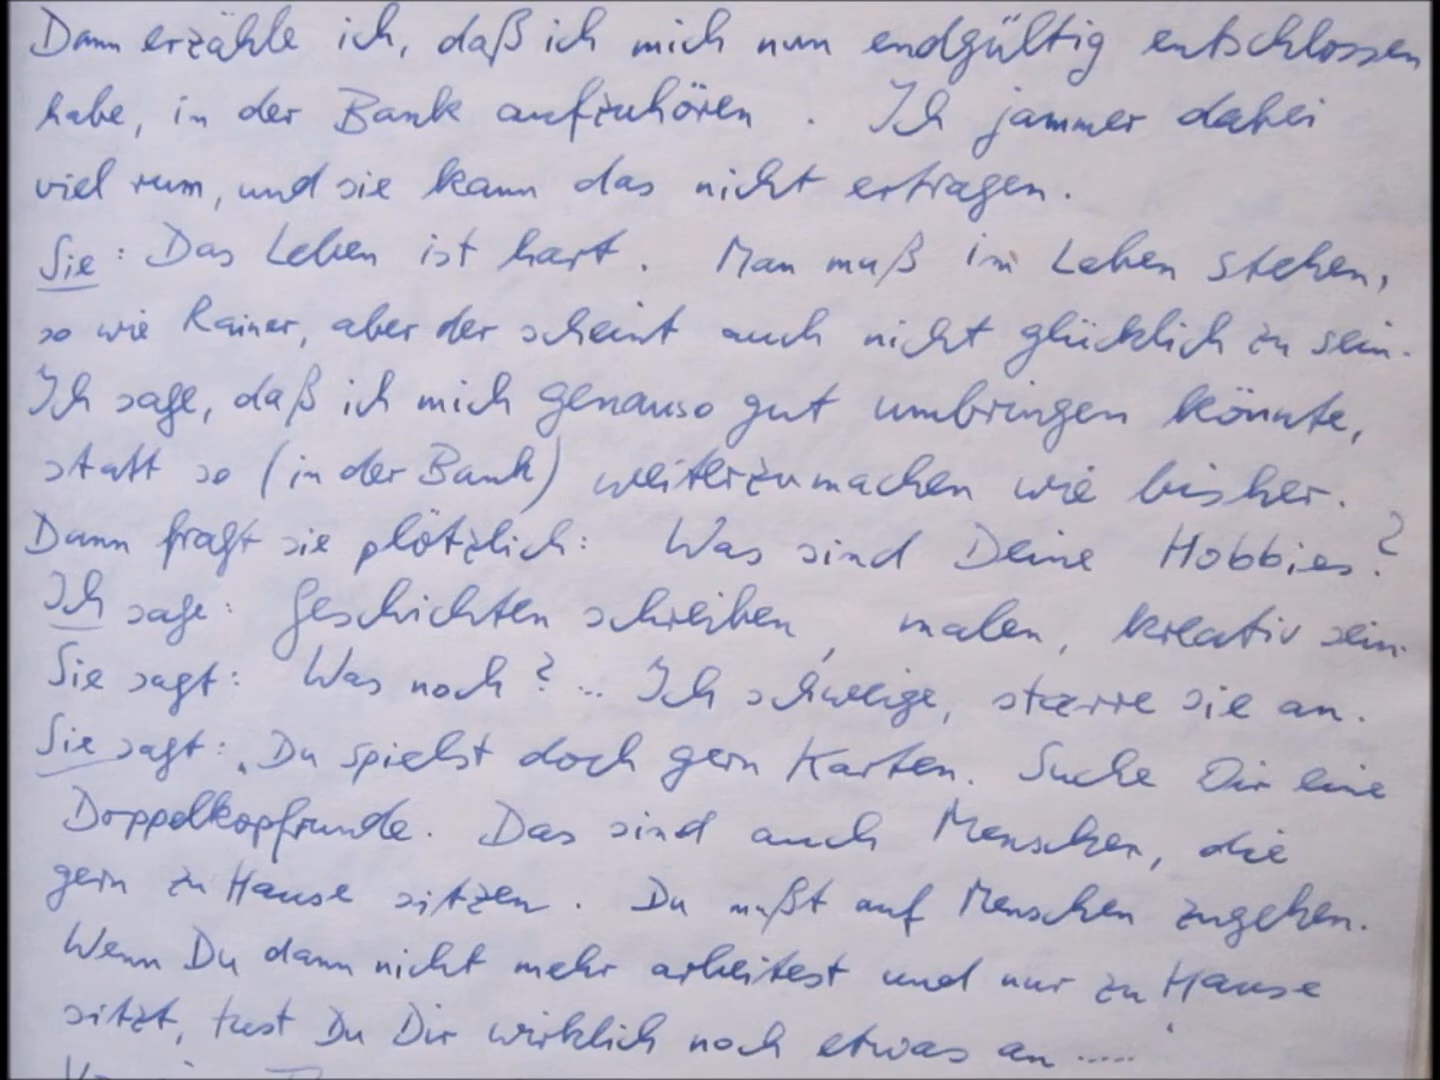 Dann erzähle ich, daß ich mich nun endgültig entschlossen
habe, in der Bank aufzuhören. Ich jammer dabei
viel rum, und sie kann das nicht ertragen.
Sie: Das Leben ist hart. Man muß im Leben stehen,
so wie Rainer, aber der scheint auch nicht glücklich zu sein.
Ich sage, daß ich mich genauso gut umbringen könnte,
statt so (in der Bank) weiterzumachen wie bisher.
Dann fragt sie plötzlich: Was sind Deine Hobbies?
Ich sage: Geschichten schreiben, malen, kreativ sein.
Sie sagt: Was noch? ... Ich schweige, starre sie an.
Sie sagt: "Du spielst doch gern Karten. Suche Dir eine
Doppelkopfrunde. Das sind auch Menschen, die
gern zu Hause sitzen. Du mußt auf Menschen zugehen.
Wenn Du dann nicht mehr arbeitest und nur zu Hause
sitzt, tust Du Dir wirklich noch etwas an ....."